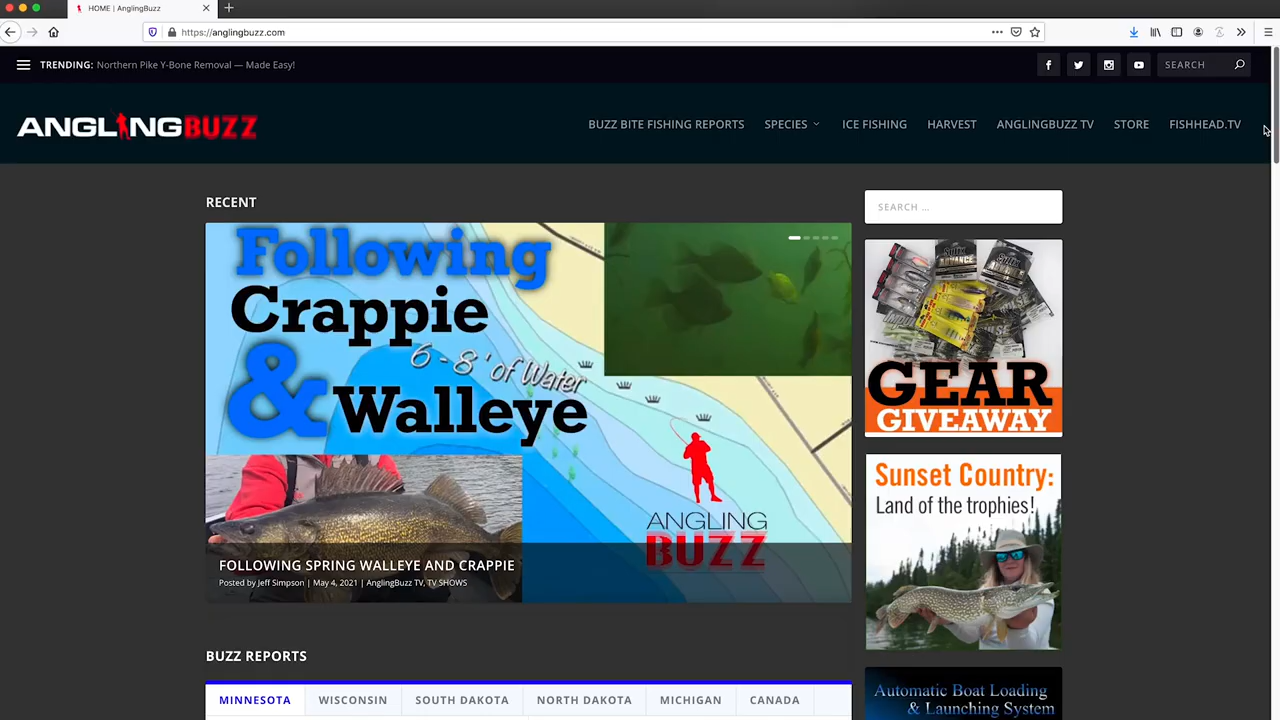 HOME | AnglingBuzz
https://anglingbuzz.com
TRENDING: Northern Pike Y-Bone Removal — Made Easy!
SEARCH
ANGLINGBUZZ
BUZZ BITE FISHING REPORTS
SPECIES
ICE FISHING
HARVEST
ANGLINGBUZZ TV
STORE
FISHHEAD.TV
RECENT
Following
Crappie
6 - 8' of Water
& Walleye
ANGLING
BUZZ
FOLLOWING SPRING WALLEYE AND CRAPPIE
Posted by Jeff Simpson | May 4, 2021 | AnglingBuzz TV, TV SHOWS
SEARCH …
ADVANCE
GEAR
GIVEAWAY
Sunset Country:
Land of the trophies!
Automatic Boat Loading
& Launching System
BUZZ REPORTS
MINNESOTA
WISCONSIN
SOUTH DAKOTA
NORTH DAKOTA
MICHIGAN
CANADA